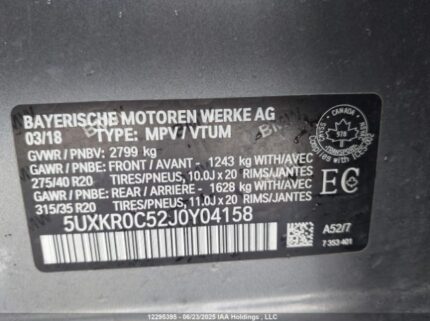 BAYERISCHE MOTOREN WERKE AG
03/18 TYPE: MPV / VTUM
GVWR / PNBV: 2799 kg
GAWR / PNBE: FRONT / AVANT - 1243 kg WITH/AVEC
275/40 R20 TIRES/PNEUS, 10.0J x 20 RIMS/JANTES
GAWR / PNBE: REAR / ARRIERE - 1628 kg WITH/AVEC
315/35 R20 TIRES/PNEUS, 11.0J x 20 RIMS/JANTES
5UXKR0C52J0Y04158
CANADA
978
EC
A52/7
7 353 401
12295395 - 06/23/2025 IAA Holdings, LLC